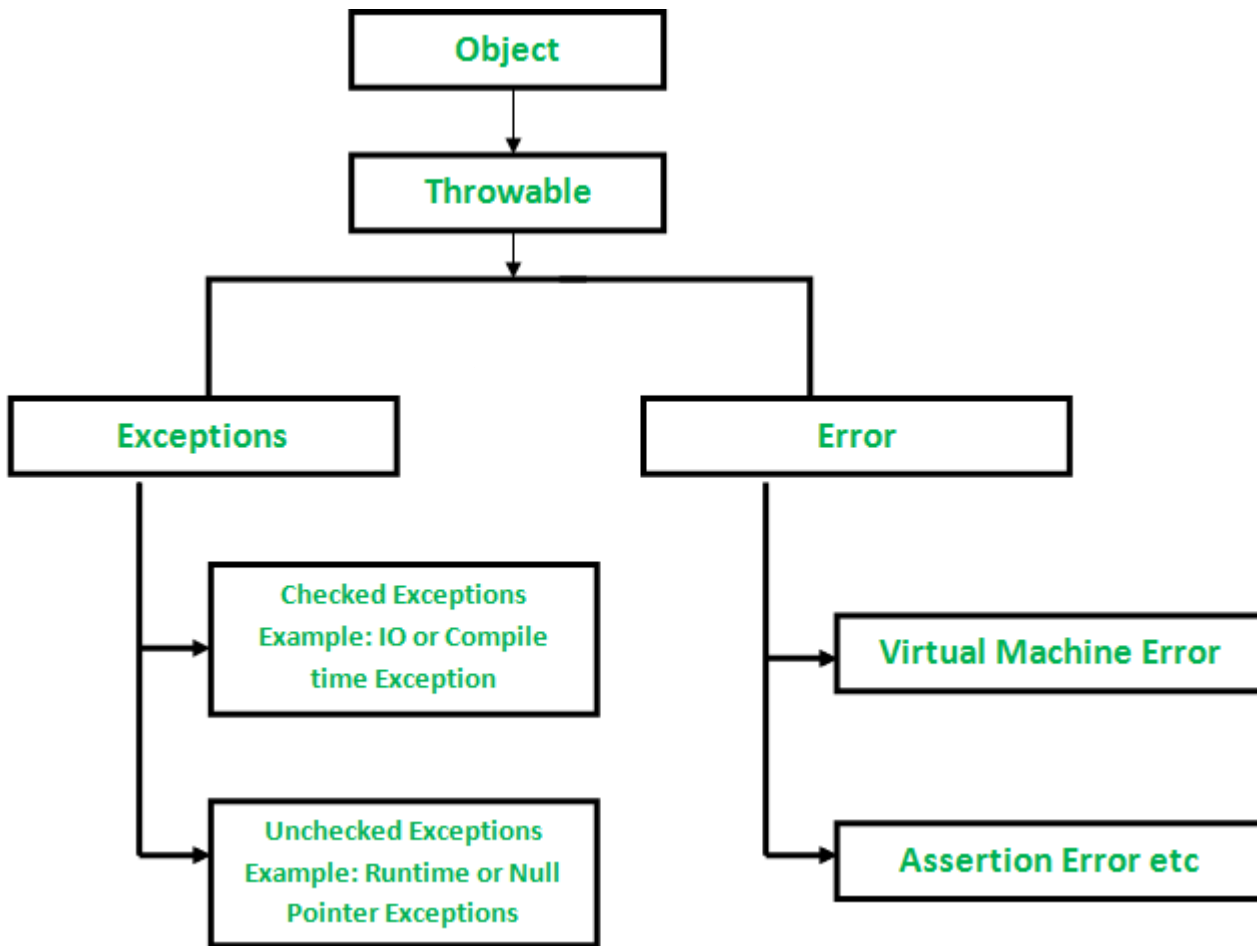 Object
Throwable
Exceptions
Error
Checked Exceptions
Example: IO or Compile
time Exception
Virtual Machine Error
Unchecked Exceptions
Example: Runtime or Null
Pointer Exceptions
Assertion Error etc